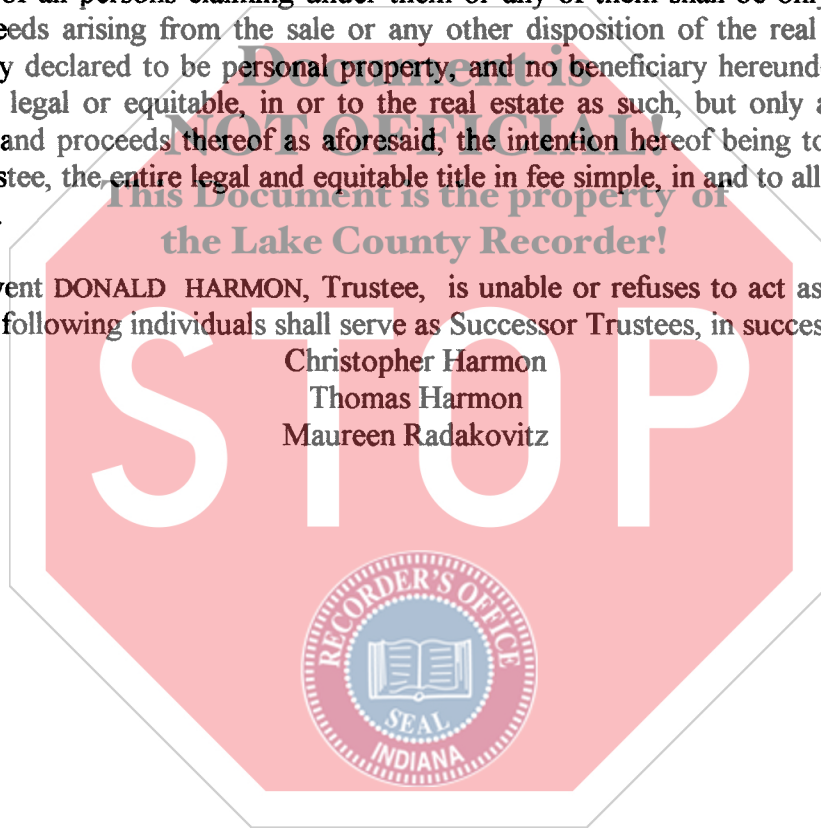 of all persons claiming under them or any of them shall be only
eeds arising from the sale or any other disposition of the real
Document is
y declared to be personal property, and no beneficiary hereund
legal or equitable, in or to the real estate as such, but only a
NOT OFFICIAL!
and proceeds thereof as aforesaid, the intention hereof being to
stee, the entire legal and equitable title in fee simple, in and to all
This Document is the property of
the Lake County Recorder!
vent DONALD HARMON, Trustee, is unable or refuses to act as
following individuals shall serve as Successor Trustees, in succes
Christopher Harmon
Thomas Harmon
Maureen Radakovitz
STOP
RECORDER'S OFFICE
SEAL
INDIANA